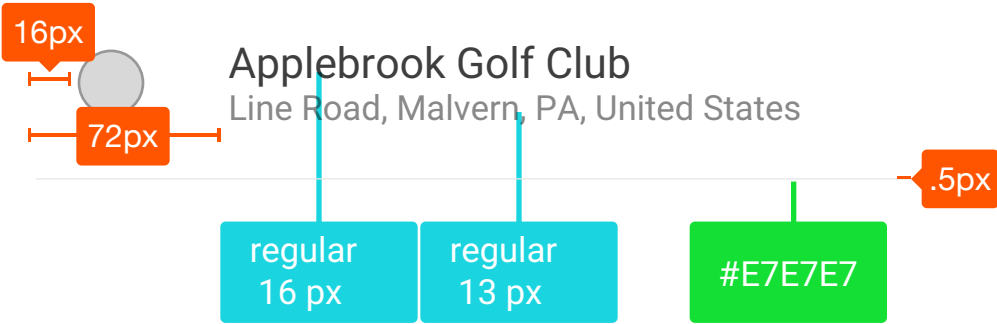 16px
Applebrook Golf Club
Line Road, Malvern, PA, United States
72px
.5px
regular
16 px
regular
13 px
#E7E7E7